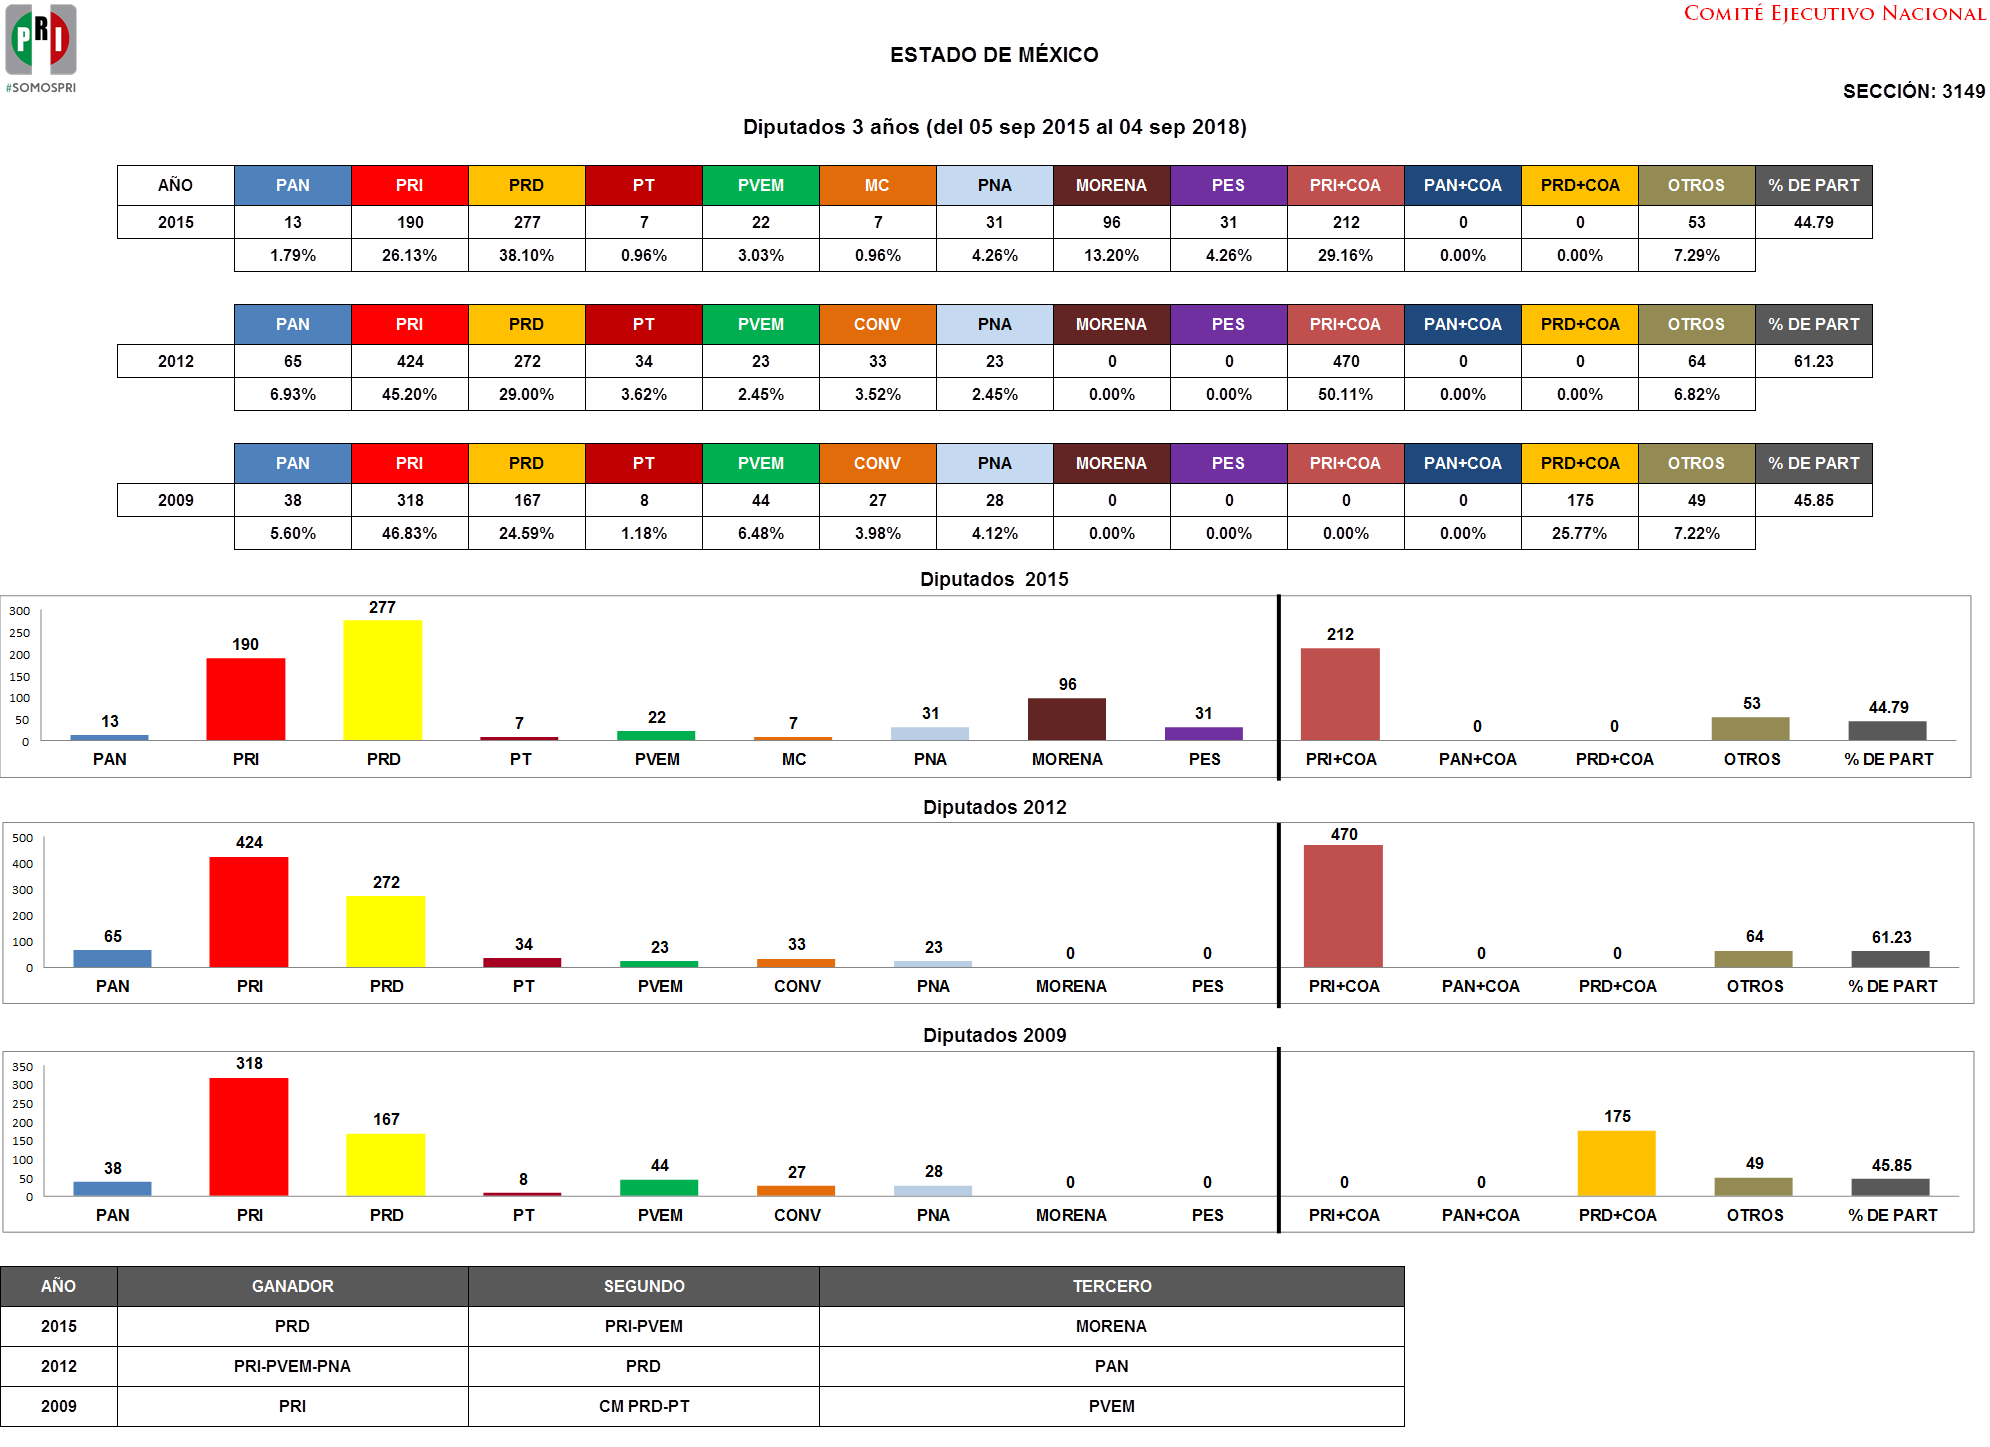 PRI
#SOMOSPRI
COMITÉ EJECUTIVO NACIONAL
ESTADO DE MÉXICO
SECCIÓN: 3149
Diputados 3 años (del 05 sep 2015 al 04 sep 2018)
AÑO PAN PRI PRD PT PVEM MC PNA MORENA PES PRI+COA PAN+COA PRD+COA OTROS % DE PART
2015 13 190 277 7 22 7 31 96 31 212 0 0 53 44.79
1.79% 26.13% 38.10% 0.96% 3.03% 0.96% 4.26% 13.20% 4.26% 29.16% 0.00% 0.00% 7.29%
PAN PRI PRD PT PVEM CONV PNA MORENA PES PRI+COA PAN+COA PRD+COA OTROS % DE PART
2012 65 424 272 34 23 33 23 0 0 470 0 0 64 61.23
6.93% 45.20% 29.00% 3.62% 2.45% 3.52% 2.45% 0.00% 0.00% 50.11% 0.00% 0.00% 6.82%
PAN PRI PRD PT PVEM CONV PNA MORENA PES PRI+COA PAN+COA PRD+COA OTROS % DE PART
2009 38 318 167 8 44 27 28 0 0 0 0 175 49 45.85
5.60% 46.83% 24.59% 1.18% 6.48% 3.98% 4.12% 0.00% 0.00% 0.00% 0.00% 25.77% 7.22%
Diputados 2015
300
250
200
150
100
50
0
13 190 277 7 22 7 31 96 31 212 0 0 53 44.79
PAN PRI PRD PT PVEM MC PNA MORENA PES PRI+COA PAN+COA PRD+COA OTROS % DE PART
Diputados 2012
500
400
300
200
100
0
65 424 272 34 23 33 23 0 0 470 0 0 64 61.23
PAN PRI PRD PT PVEM CONV PNA MORENA PES PRI+COA PAN+COA PRD+COA OTROS % DE PART
Diputados 2009
350
300
250
200
150
100
50
0
38 318 167 8 44 27 28 0 0 0 0 175 49 45.85
PAN PRI PRD PT PVEM CONV PNA MORENA PES PRI+COA PAN+COA PRD+COA OTROS % DE PART
AÑO GANADOR SEGUNDO TERCERO
2015 PRD PRI-PVEM MORENA
2012 PRI-PVEM-PNA PRD PAN
2009 PRI CM PRD-PT PVEM